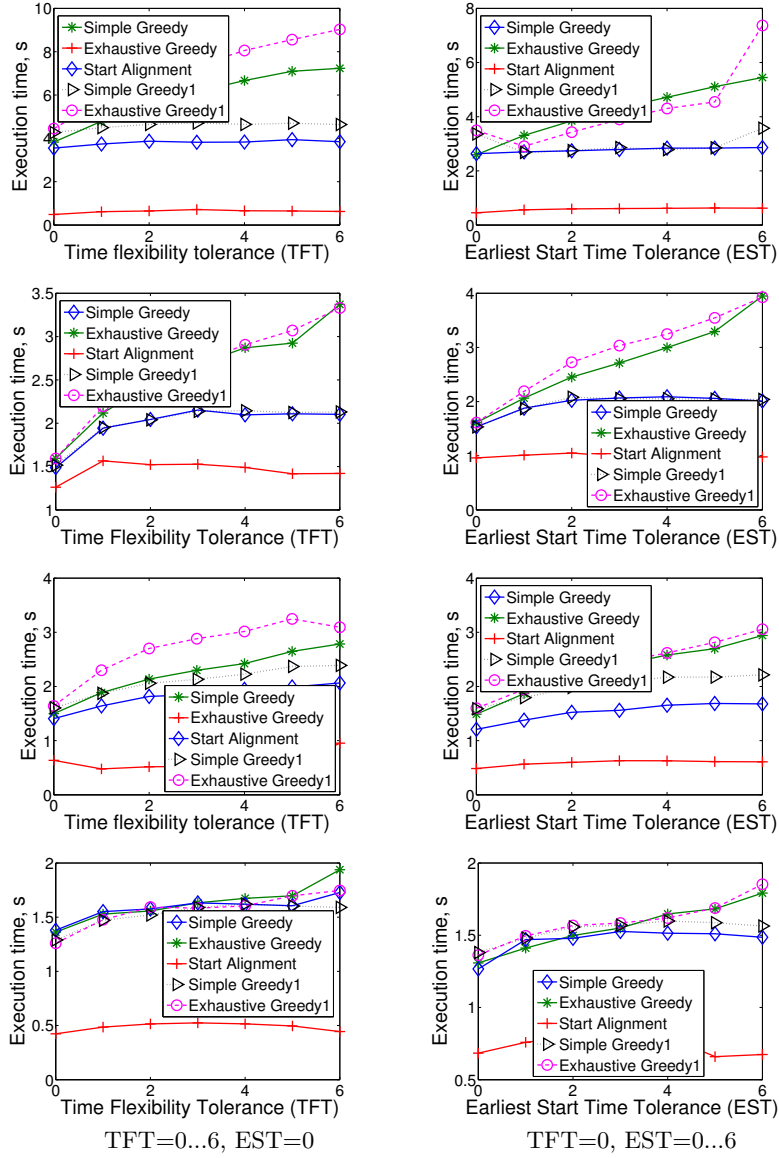 10
8
6
4
2
0
Execution time, s
Simple Greedy
Exhaustive Greedy
Start Alignment
Simple Greedy1
Exhaustive Greedy1
0 2 4 6
Time flexibility tolerance (TFT)
8
6
4
2
0
Execution time, s
Simple Greedy
Exhaustive Greedy
Start Alignment
Simple Greedy1
Exhaustive Greedy1
0 2 4 6
Earliest Start Time Tolerance (EST)
3.5
3
2.5
2
1.5
1
Execution time, s
Simple Greedy
Exhaustive Greedy
Start Alignment
Simple Greedy1
Exhaustive Greedy1
0 2 4 6
Time Flexibility Tolerance (TFT)
4
3
2
1
0
Execution time, s
Simple Greedy
Exhaustive Greedy
Start Alignment
Simple Greedy1
Exhaustive Greedy1
0 2 4 6
Earliest Start Time Tolerance (EST)
4
3
2
1
0
Execution time, s
Simple Greedy
Exhaustive Greedy
Start Alignment
Simple Greedy1
Exhaustive Greedy1
0 2 4 6
Time flexibility tolerance (TFT)
4
3
2
1
0
Execution time, s
Simple Greedy
Exhaustive Greedy
Start Alignment
Simple Greedy1
Exhaustive Greedy1
0 2 4 6
Earliest Start Time Tolerance (EST)
2
1.5
1
0.5
0
Execution time, s
Simple Greedy
Exhaustive Greedy
Start Alignment
Simple Greedy1
Exhaustive Greedy1
0 2 4 6
Time Flexibility Tolerance (TFT)
2
1.5
1
0.5
Execution time, s
Simple Greedy
Exhaustive Greedy
Start Alignment
Simple Greedy1
Exhaustive Greedy1
0 2 4 6
Earliest Start Time Tolerance (EST)
TFT=0...6, EST=0
TFT=0, EST=0...6